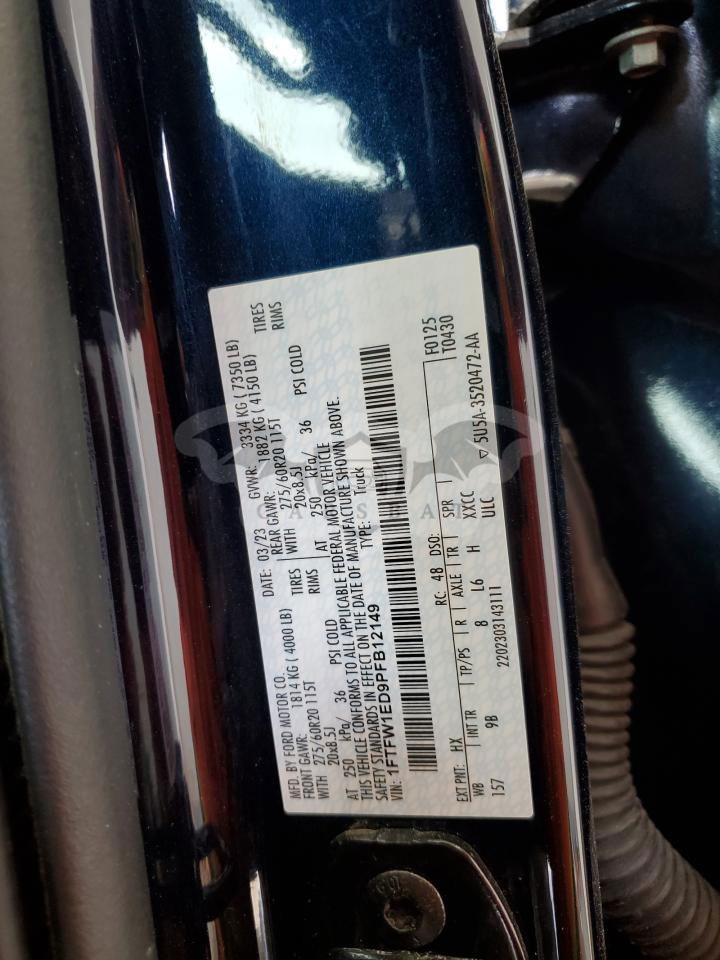 MFD. BY FORD MOTOR CO.
DATE: 03/23 GVWR: 3334 KG ( 7350 LB)
FRONT GAWR: 1814 KG ( 4000 LB)
REAR GAWR: 1882 KG ( 4150 LB)
WITH 275/60R20 115T TIRES
WITH 275/60R20 115T TIRES
20x8.5J RIMS
20x8.5J RIMS
AT 250 kPa/ 36 PSI COLD
AT 250 kPa/ 36 PSI COLD
THIS VEHICLE CONFORMS TO ALL APPLICABLE FEDERAL MOTOR VEHICLE
SAFETY STANDARDS IN EFFECT ON THE DATE OF MANUFACTURE SHOWN ABOVE.
VIN: 1FTFW1ED9PFB12149
TYPE: Truck
F0125
T0430
EXT PNT: HX RC: 48 DSO:
WB INT TR TP/PS R AXLE TR SPR
157 9B 8 L6 H XXCC
2202303143111 ULC
▽ 5U5A-3520472-AA